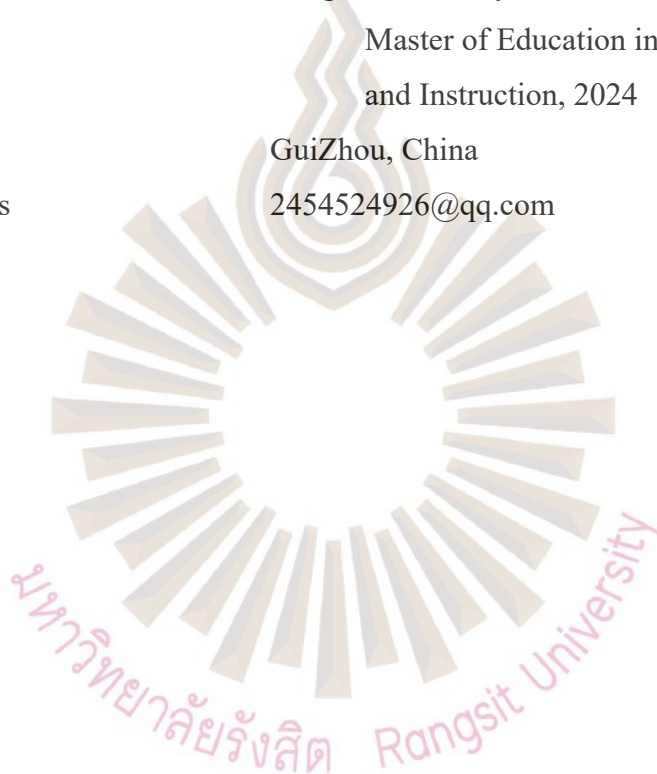 Master of Education in
and Instruction, 2024
GuiZhou, China
s 2454524926@qq.com
มหาวิทยาลัยรังสิต Rangsit University